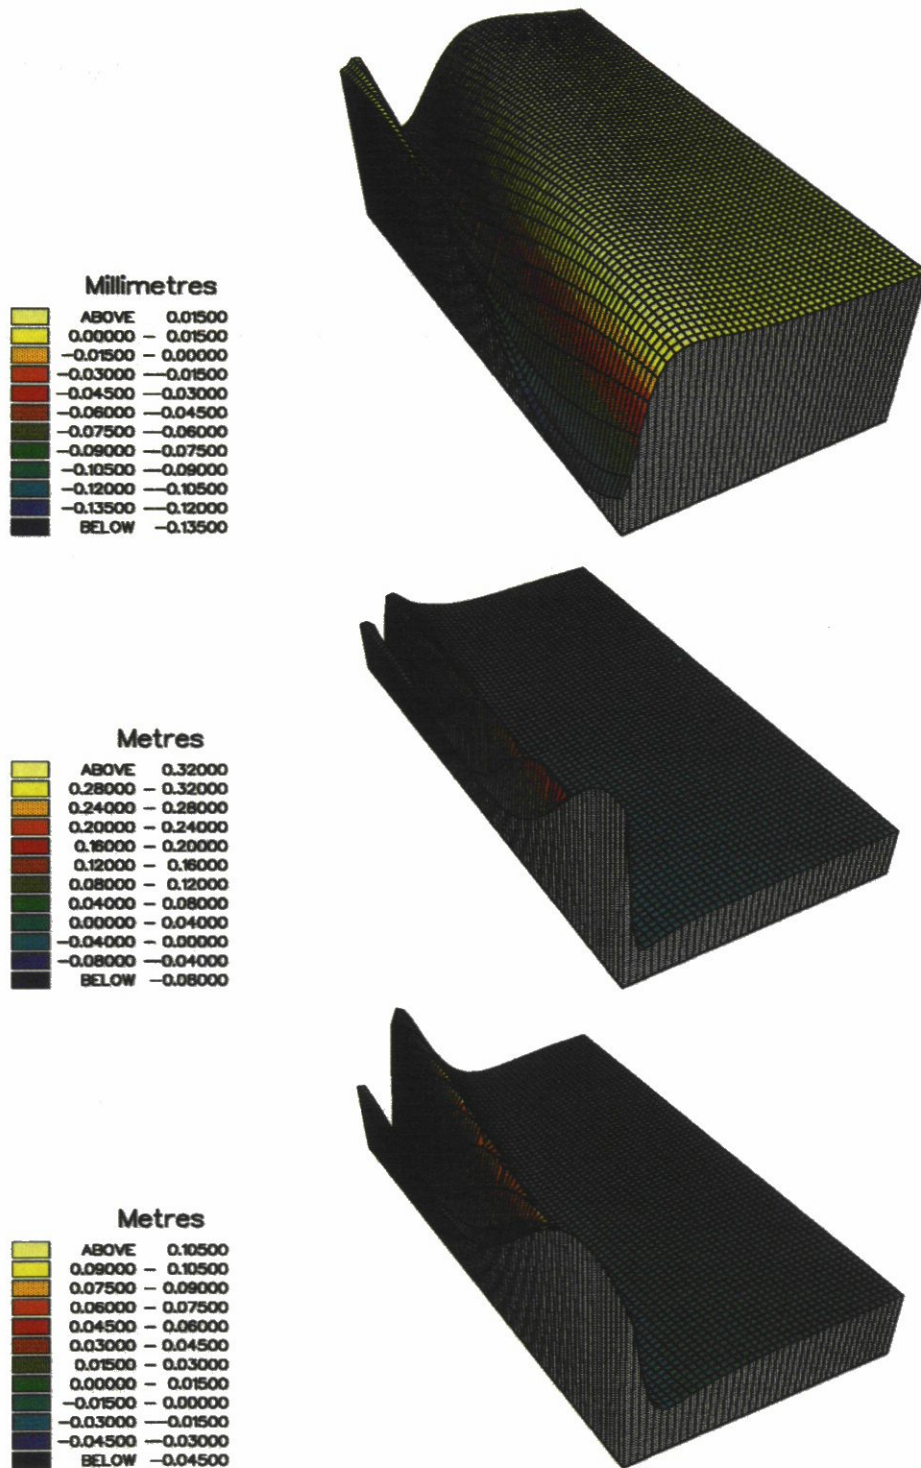 Millimetres
ABOVE 0.01500
0.00000 - 0.01500
-0.01500 - 0.00000
-0.03000 --0.01500
-0.04500 --0.03000
-0.06000 --0.04500
-0.07500 --0.06000
-0.09000 --0.07500
-0.10500 --0.09000
-0.12000 --0.10500
-0.13500 --0.12000
BELOW -0.13500
Metres
ABOVE 0.32000
0.28000 - 0.32000
0.24000 - 0.28000
0.20000 - 0.24000
0.16000 - 0.20000
0.12000 - 0.16000
0.08000 - 0.12000
0.04000 - 0.08000
0.00000 - 0.04000
-0.04000 - 0.00000
-0.08000 --0.04000
BELOW -0.08000
Metres
ABOVE 0.10500
0.09000 - 0.10500
0.07500 - 0.09000
0.06000 - 0.07500
0.04500 - 0.06000
0.03000 - 0.04500
0.01500 - 0.03000
0.00000 - 0.01500
-0.01500 - 0.00000
-0.03000 --0.01500
-0.04500 --0.03000
BELOW -0.04500